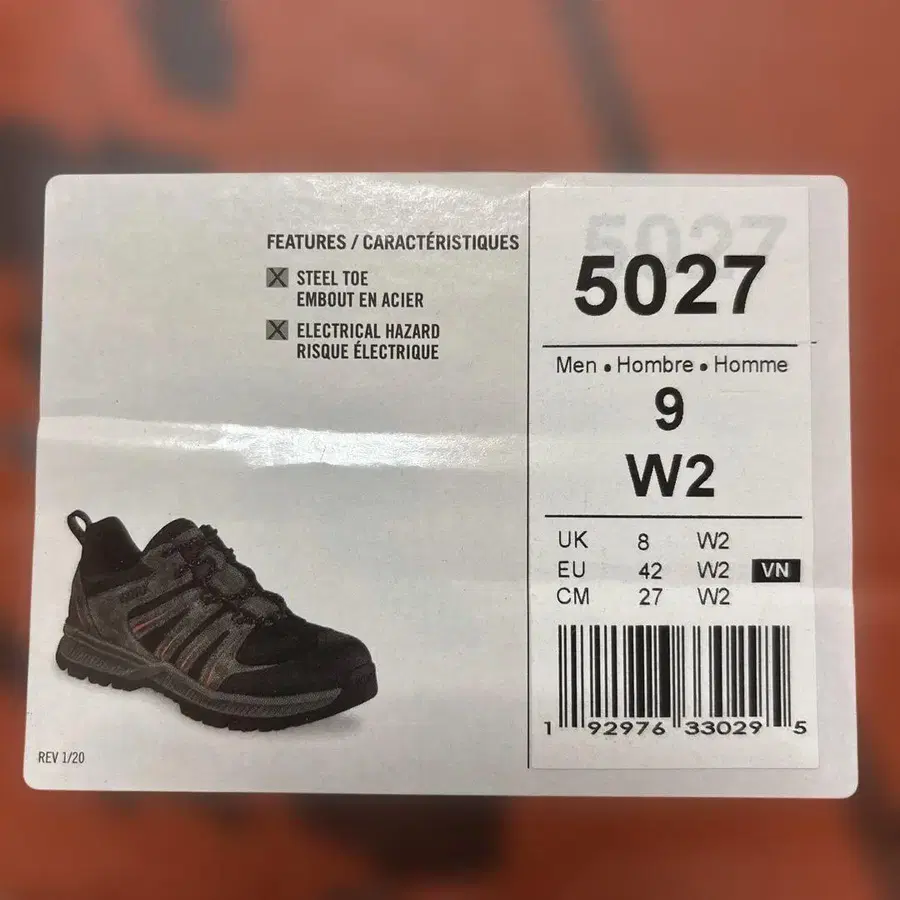 FEATURES / CARACTÉRISTIQUES
STEEL TOE
EMBOUT EN ACIER
ELECTRICAL HAZARD
RISQUE ÉLECTRIQUE
REV 1/20
5027
5027
Men • Hombre • Homme
9
W2
UK 8 W2
EU 42 W2 VN
CM 27 W2
1 92976 33029 5